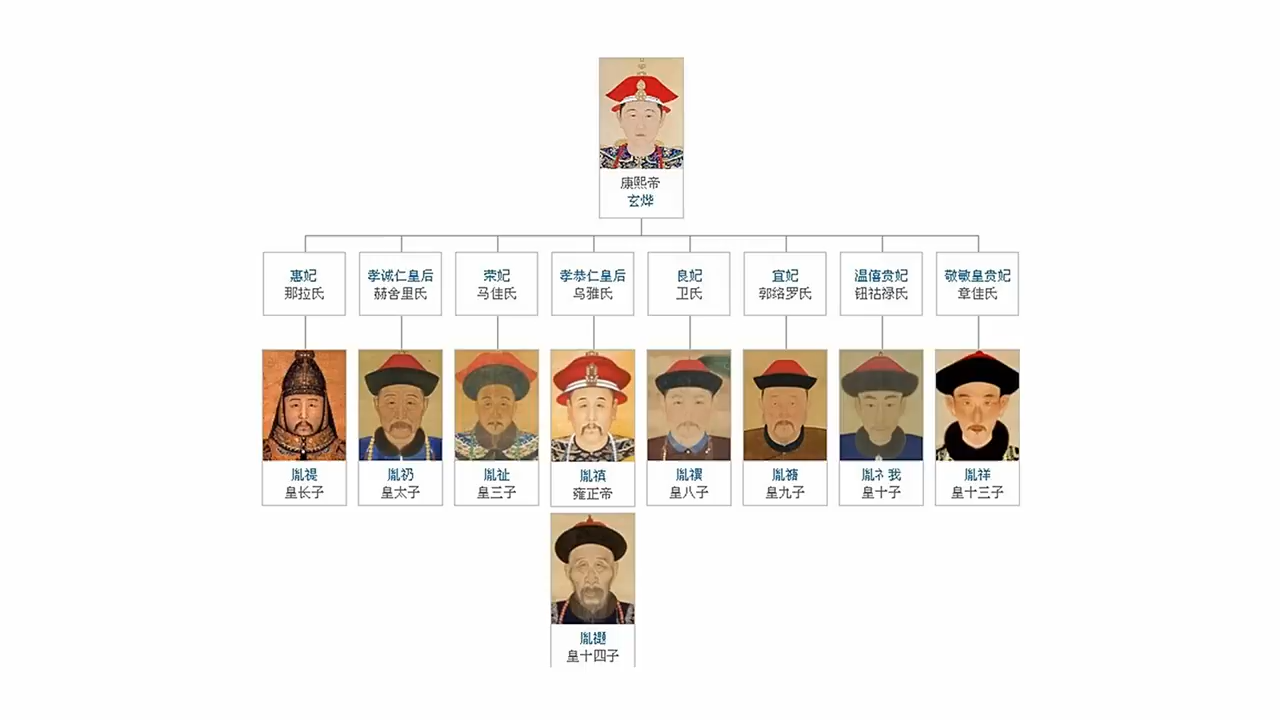 康熙帝
玄烨
惠妃
那拉氏
孝诚仁皇后
赫舍里氏
荣妃
马佳氏
孝恭仁皇后
乌雅氏
良妃
卫氏
宜妃
郭络罗氏
温僖贵妃
钮祜禄氏
敬敏皇贵妃
章佳氏
胤禔
皇长子
胤礽
皇太子
胤祉
皇三子
胤禛
雍正帝
胤禩
皇八子
胤禟
皇九子
胤礻我
皇十子
胤祥
皇十三子
胤禵
皇十四子